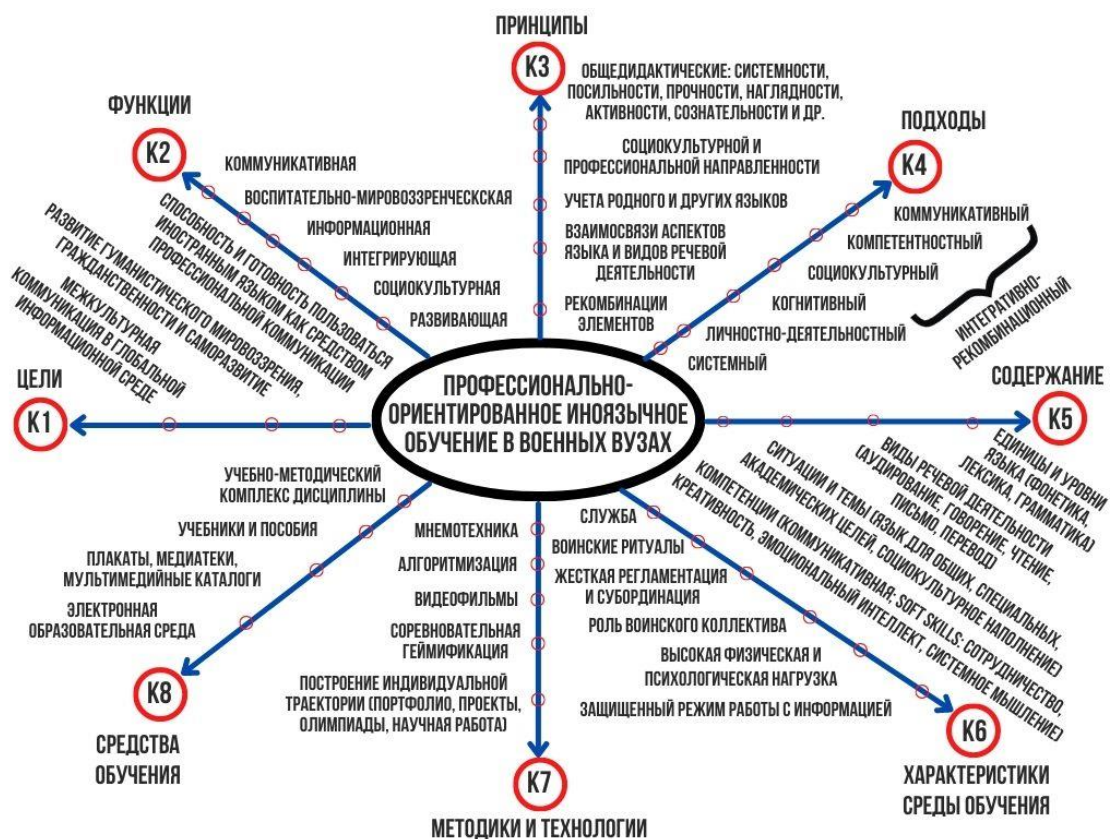 ПРИНЦИПЫ
К3
ОБЩЕДИДАКТИЧЕСКИЕ: СИСТЕМНОСТИ,
ПОСИЛЬНОСТИ, ПРОЧНОСТИ, НАГЛЯДНОСТИ,
АКТИВНОСТИ, СОЗНАТЕЛЬНОСТИ И ДР.
СОЦИОКУЛЬТУРНОЙ И
ПРОФЕССИОНАЛЬНОЙ НАПРАВЛЕННОСТИ
УЧЕТА РОДНОГО И ДРУГИХ ЯЗЫКОВ
ВЗАИМОСВЯЗИ АСПЕКТОВ
ЯЗЫКА И ВИДОВ РЕЧЕВОЙ
ДЕЯТЕЛЬНОСТИ
РЕКОМБИНАЦИИ
ЭЛЕМЕНТОВ
ФУНКЦИИ
К2
КОММУНИКАТИВНАЯ
ВОСПИТАТЕЛЬНО-МИРОВОЗЗРЕНЧЕСКСКАЯ
ИНФОРМАЦИОННАЯ
ИНТЕГРИРУЮЩАЯ
СОЦИОКУЛЬТУРНАЯ
РАЗВИВАЮЩАЯ
ПОДХОДЫ
К4
КОММУНИКАТИВНЫЙ
КОМПЕТЕНТНОСТНЫЙ
СОЦИОКУЛЬТУРНЫЙ
КОГНИТИВНЫЙ
ЛИЧНОСТНО-ДЕЯТЕЛЬНОСТНЫЙ
СИСТЕМНЫЙ
ИНТЕГРАТИВНО-
РЕКОМБИНАЦИОННЫЙ
ЦЕЛИ
К1
СПОСОБНОСТЬ И ГОТОВНОСТЬ ПОЛЬЗОВАТЬСЯ
ИНОСТРАННЫМ ЯЗЫКОМ КАК СРЕДСТВОМ
ПРОФЕССИОНАЛЬНОЙ КОММУНИКАЦИИ
РАЗВИТИЕ ГУМАНИСТИЧЕСКОГО МИРОВОЗЗРЕНИЯ,
ГРАЖДАНСТВЕННОСТИ И САМОРАЗВИТИЕ
МЕЖКУЛЬТУРНАЯ
КОММУНИКАЦИЯ В ГЛОБАЛЬНОЙ
ИНФОРМАЦИОННОЙ СРЕДЕ
ПРОФЕССИОНАЛЬНО-
ОРИЕНТИРОВАННОЕ ИНОЯЗЫЧНОЕ
ОБУЧЕНИЕ В ВОЕННЫХ ВУЗАХ
СОДЕРЖАНИЕ
К5
ЕДИНИЦЫ И УРОВНИ
ЯЗЫКА (ФОНЕТИКА,
ЛЕКСИКА, ГРАММАТИКА)
ВИДЫ РЕЧЕВОЙ ДЕЯТЕЛЬНОСТИ
(АУДИРОВАНИЕ, ГОВОРЕНИЕ, ЧТЕНИЕ,
ПИСЬМО, ПЕРЕВОД)
СИТУАЦИИ И ТЕМЫ (ЯЗЫК ДЛЯ ОБЩИХ, СПЕЦИАЛЬНЫХ,
АКАДЕМИЧЕСКИХ ЦЕЛЕЙ, СОЦИОКУЛЬТУРНОЕ НАПОЛНЕНИЕ)
КОМПЕТЕНЦИИ (КОММУНИКАТИВНАЯ; SOFT SKILLS: СОТРУДНИЧЕСТВО,
КРЕАТИВНОСТЬ, ЭМОЦИОНАЛЬНЫЙ ИНТЕЛЛЕКТ, СИСТЕМНОЕ МЫШЛЕНИЕ)
УЧЕБНО-МЕТОДИЧЕСКИЙ
КОМПЛЕКС ДИСЦИПЛИНЫ
УЧЕБНИКИ И ПОСОБИЯ
ПЛАКАТЫ, МЕДИАТЕКИ,
МУЛЬТИМЕДИЙНЫЕ КАТАЛОГИ
ЭЛЕКТРОННАЯ
ОБРАЗОВАТЕЛЬНАЯ СРЕДА
К8
СРЕДСТВА
ОБУЧЕНИЯ
МНЕМОТЕХНИКА
АЛГОРИТМИЗАЦИЯ
ВИДЕОФИЛЬМЫ
СОРЕВНОВАТЕЛЬНАЯ
ГЕЙМИФИКАЦИЯ
ПОСТРОЕНИЕ ИНДИВИДУАЛЬНОЙ
ТРАЕКТОРИИ (ПОРТФОЛИО, ПРОЕКТЫ,
ОЛИМПИАДЫ, НАУЧНАЯ РАБОТА)
К7
МЕТОДИКИ И ТЕХНОЛОГИИ
СЛУЖБА
ВОИНСКИЕ РИТУАЛЫ
ЖЕСТКАЯ РЕГЛАМЕНТАЦИЯ
И СУБОРДИНАЦИЯ
РОЛЬ ВОИНСКОГО КОЛЛЕКТИВА
ВЫСОКАЯ ФИЗИЧЕСКАЯ И
ПСИХОЛОГИЧЕСКАЯ НАГРУЗКА
ЗАЩИЩЕННЫЙ РЕЖИМ РАБОТЫ С ИНФОРМАЦИЕЙ
К6
ХАРАКТЕРИСТИКИ
СРЕДЫ ОБУЧЕНИЯ